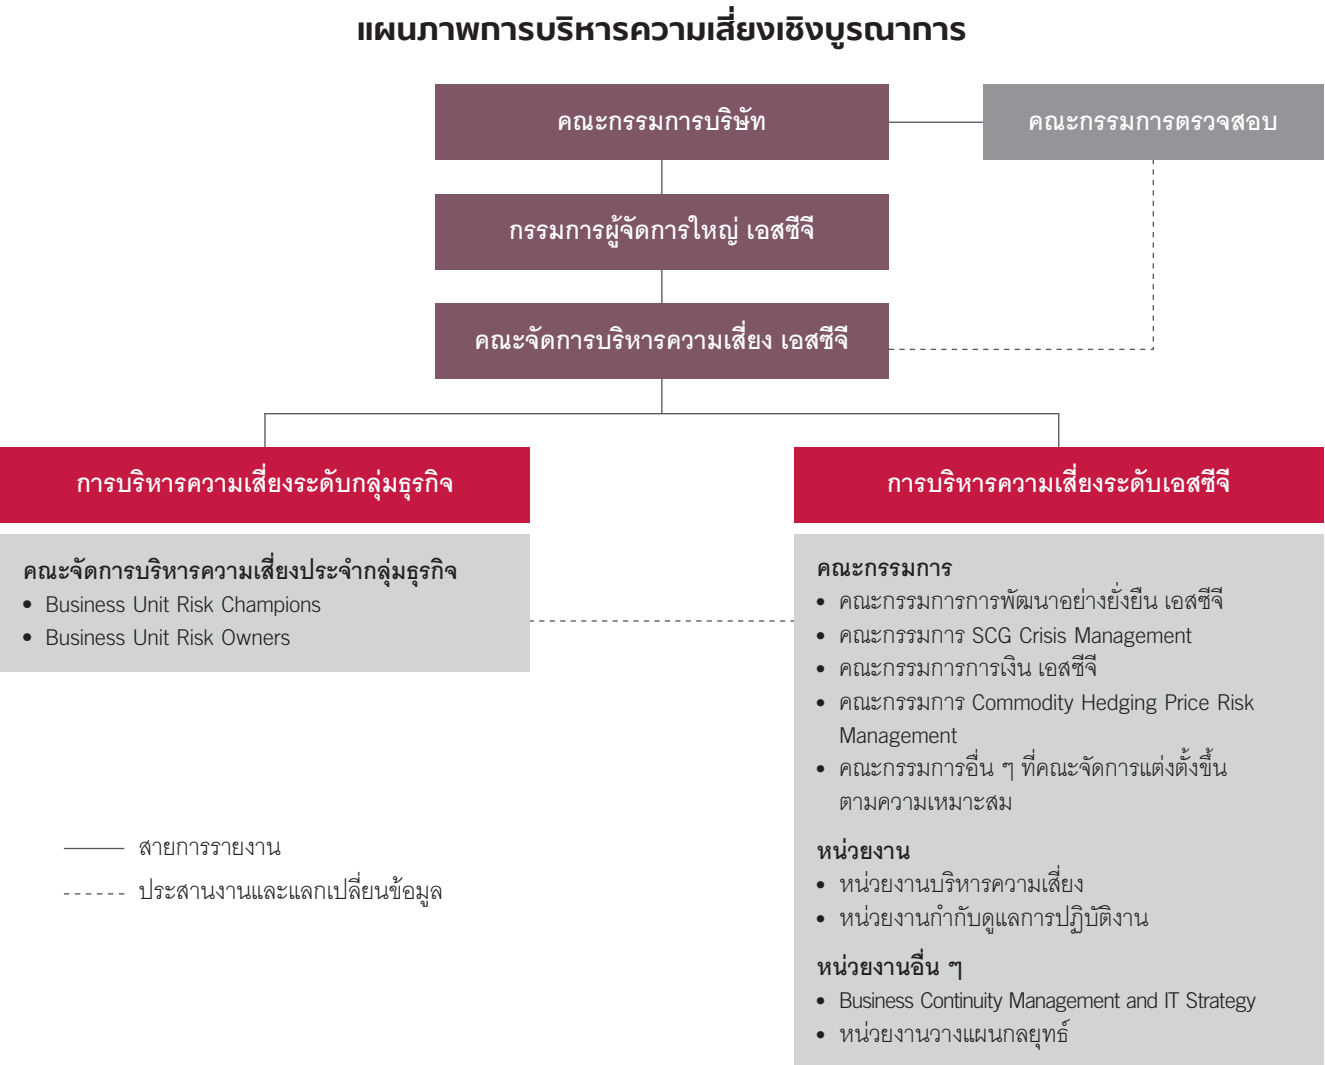 แผนภาพการบริหารความเสี่ยงเชิงบูรณาการ
คณะกรรมการบริษัท
คณะกรรมการตรวจสอบ
กรรมการผู้จัดการใหญ่ เอสซีจี
คณะจัดการบริหารความเสี่ยง เอสซีจี
การบริหารความเสี่ยงระดับกลุ่มธุรกิจ
คณะจัดการบริหารความเสี่ยงประจำกลุ่มธุรกิจ
• Business Unit Risk Champions
• Business Unit Risk Owners
การบริหารความเสี่ยงระดับเอสซีจี
คณะกรรมการ
• คณะกรรมการการพัฒนาอย่างยั่งยืน เอสซีจี
• คณะกรรมการ SCG Crisis Management
• คณะกรรมการการเงิน เอสซีจี
• คณะกรรมการ Commodity Hedging Price Risk
Management
• คณะกรรมการอื่น ๆ ที่คณะจัดการแต่งตั้งขึ้น
ตามความเหมาะสม
หน่วยงาน
• หน่วยงานบริหารความเสี่ยง
• หน่วยงานกำกับดูแลการปฏิบัติงาน
หน่วยงานอื่น ๆ
• Business Continuity Management and IT Strategy
• หน่วยงานวางแผนกลยุทธ์
สายการรายงาน
ประสานงานและแลกเปลี่ยนข้อมูล